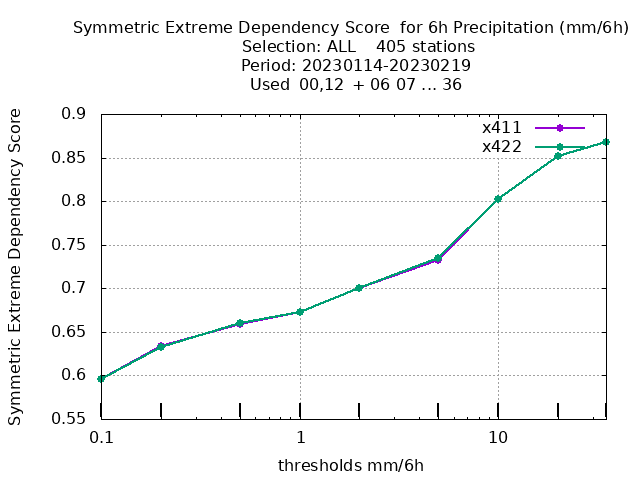 Symmetric Extreme Dependency Score  for 6h Precipitation (mm/6h)
Selection: ALL    405 stations
Period: 20230114-20230219
Used  00,12  + 06 07 ... 36
x411
x422
0.9
0.85
0.8
0.75
0.7
0.65
0.6
0.55
Symmetric Extreme Dependency Score
0.1
1
10
thresholds mm/6h